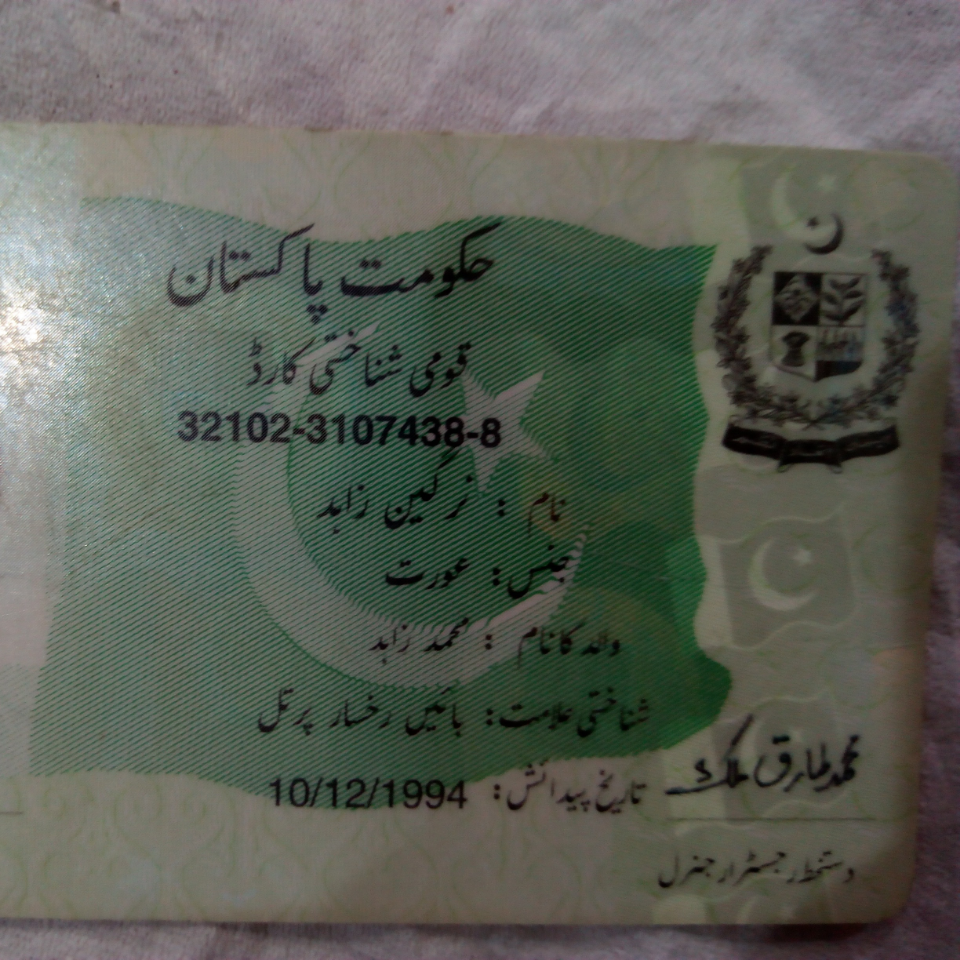 حکومت پاکستان
قومی شناختی کارڈ
32102-3107438-8
نام : نرگین زاہد
جنس: عورت
والد کا نام : محمد زاہد
شناختی علامت: بائیں رخسار پر تل
تاریخ پیدائش: 10/12/1994
محمد طارق ملک
دستخط رجسٹرار جنرل